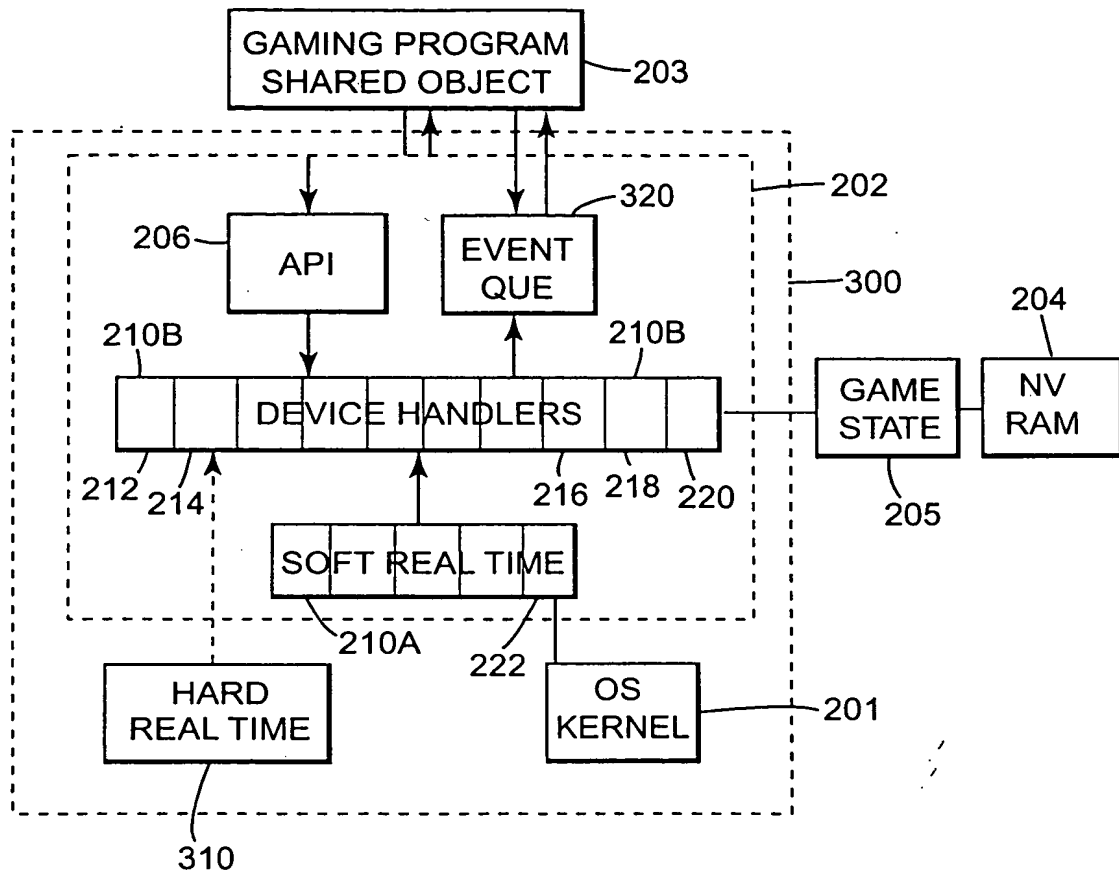 GAMING PROGRAM
SHARED OBJECT
203
202
320
206
API
EVENT
QUE
300
204
210B
210B
DEVICE HANDLERS
GAME
STATE
NV
RAM
212
214
216
218
220
205
SOFT REAL TIME
210A
222
HARD
REAL TIME
OS
KERNEL
201
310